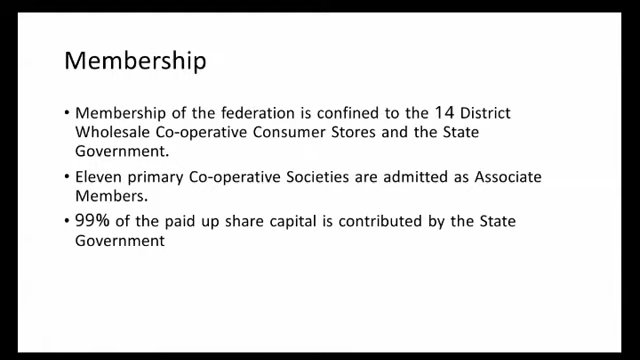 Membership
• Membership of the federation is confined to the 14 District
Wholesale Co-operative Consumer Stores and the State
Government.
• Eleven primary Co-operative Societies are admitted as Associate
Members.
• 99% of the paid up share capital is contributed by the State
Government